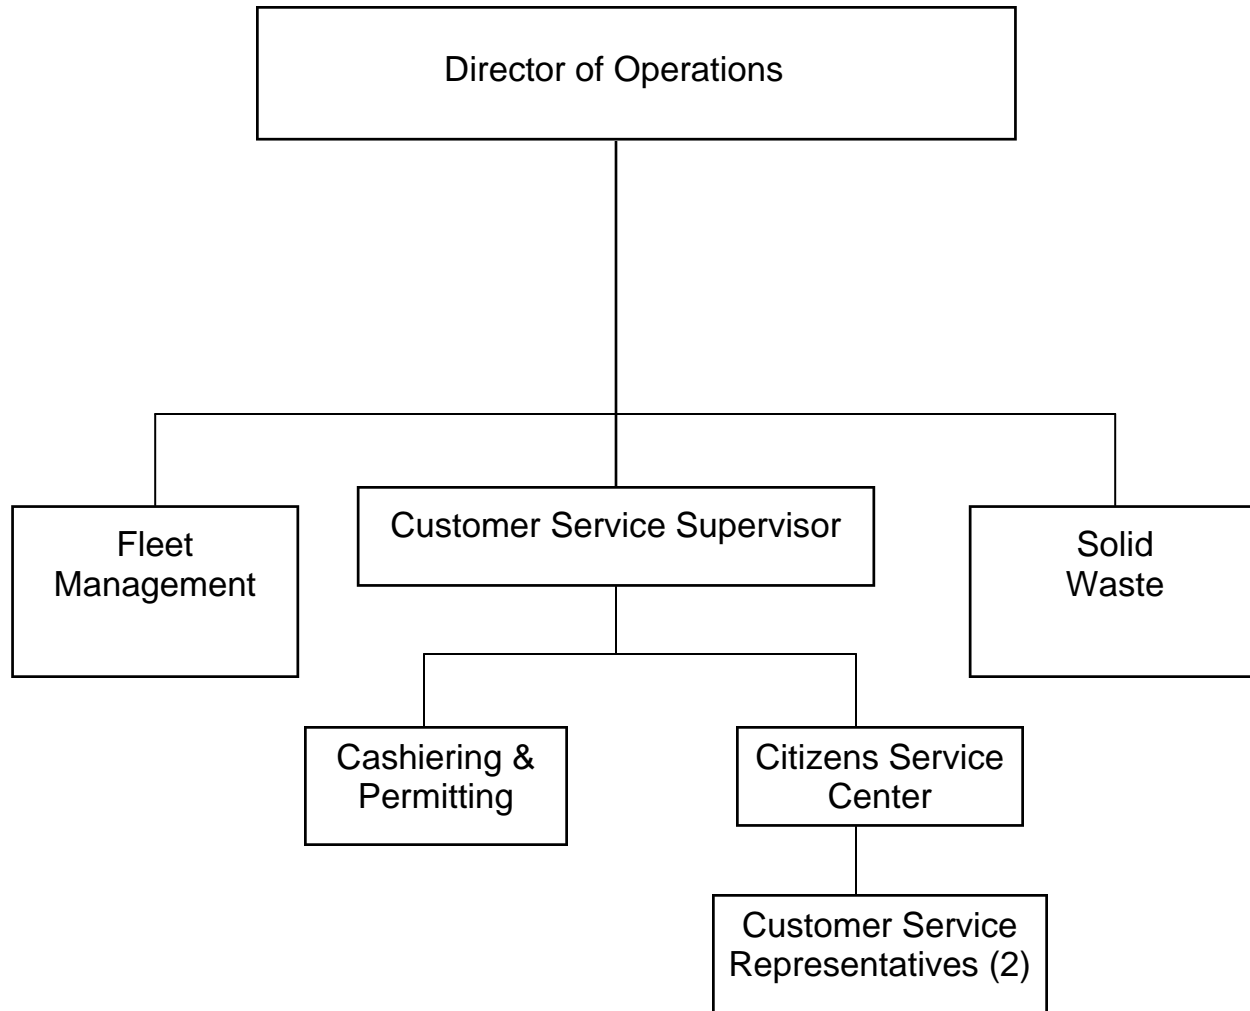 Director of Operations
Fleet
Management
Customer Service Supervisor
Solid
Waste
Cashiering &
Permitting
Citizens Service
Center
Customer Service
Representatives (2)